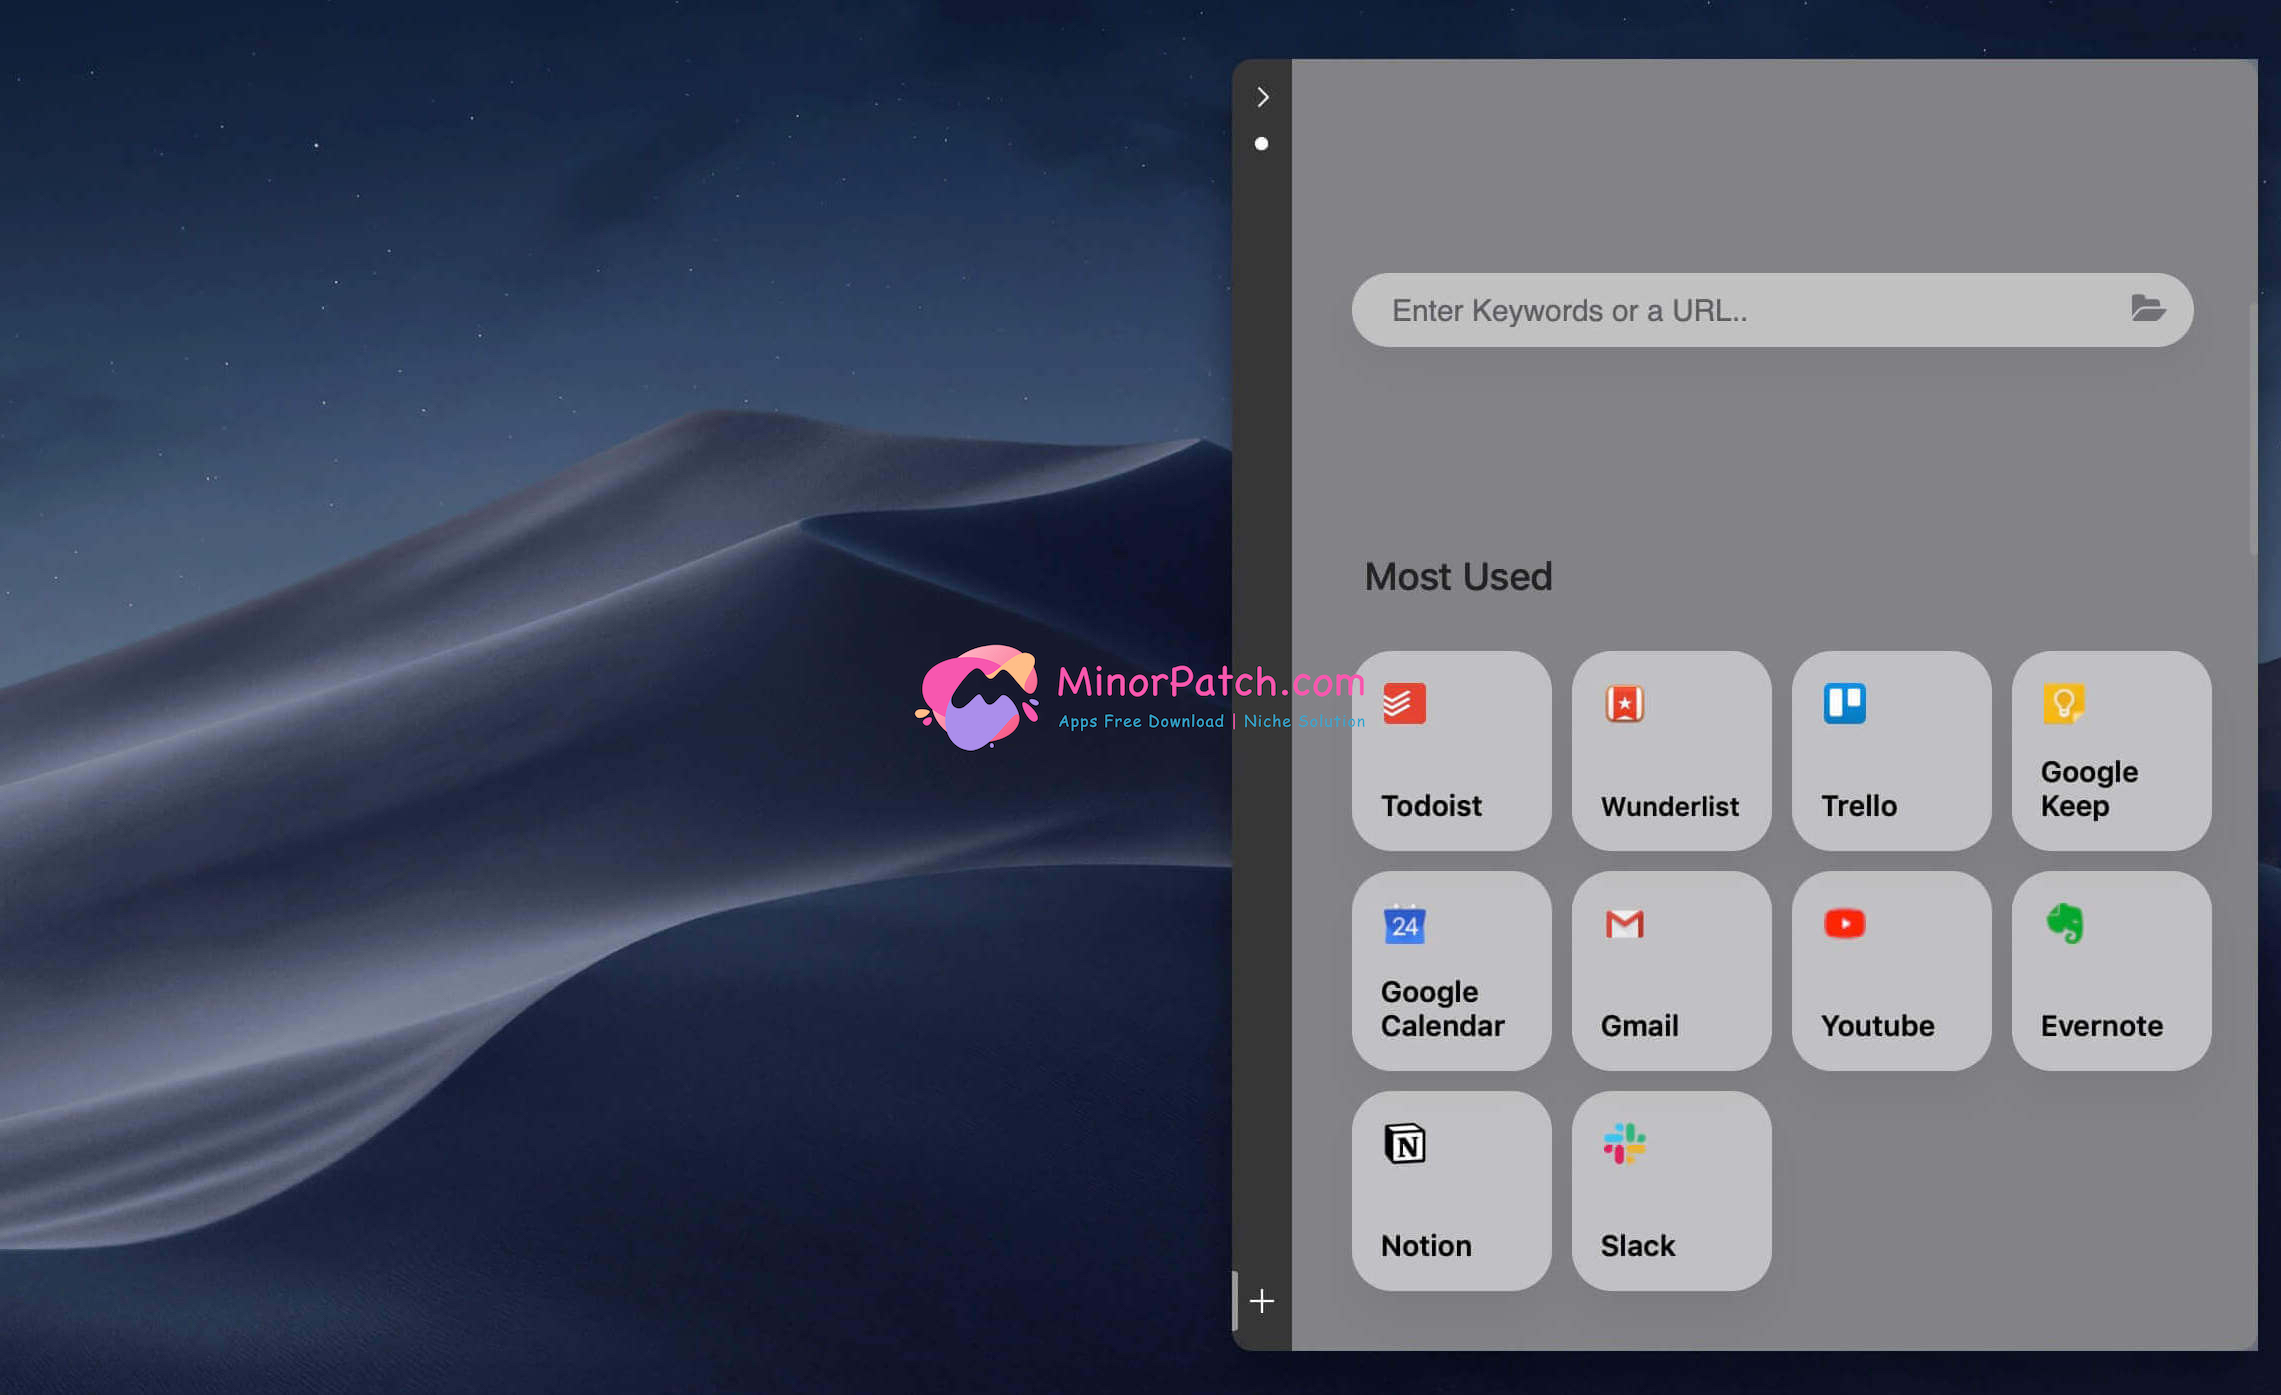 Enter Keywords or a URL..
Most Used
MinorPatch.com
Apps Free Download | Niche Solution
Todoist
Wunderlist
Trello
Google
Keep
24
Google
Calendar
Gmail
Youtube
Evernote
N
Notion
Slack